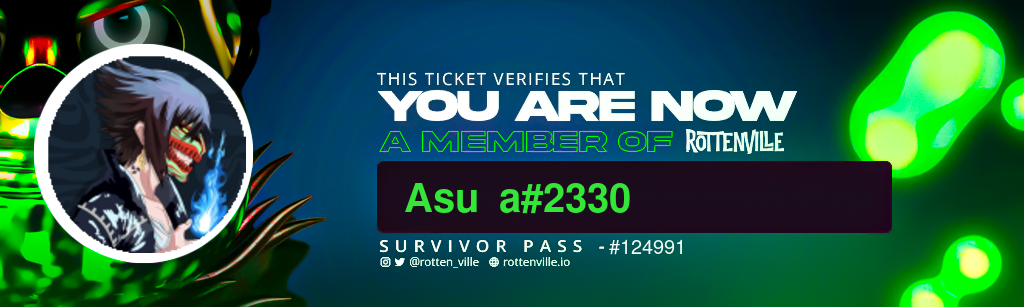 THIS TICKET VERIFIES THAT
YOU ARE NOW
A MEMBER OF ROTTENVILLE
Asu a#2330
SURVIVOR PASS - #124991
@rotten_ville rottenville.io